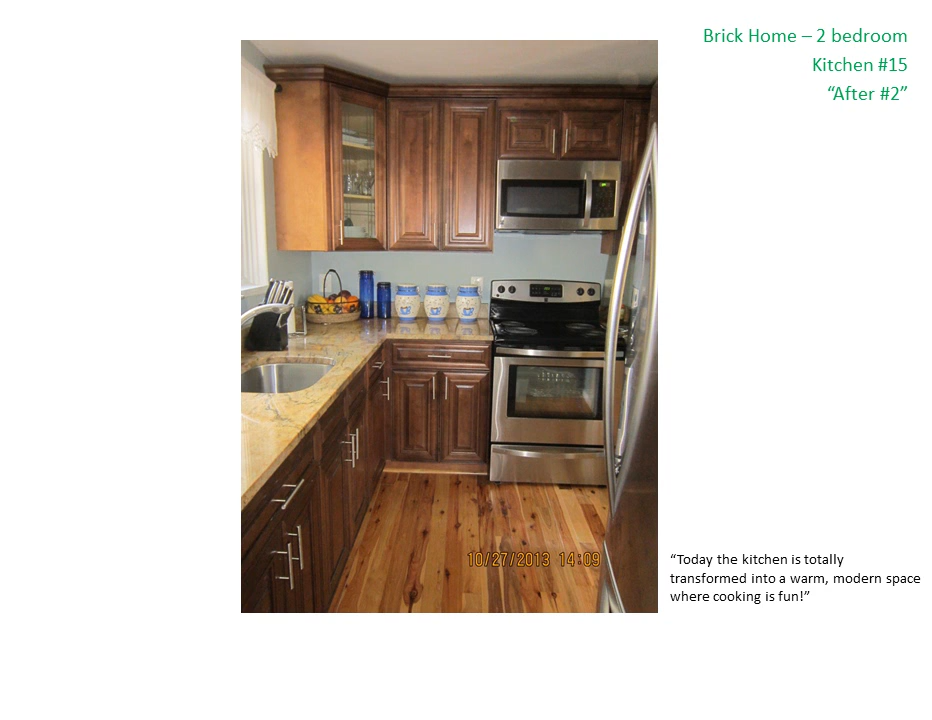 Brick Home – 2 bedroom
Kitchen #15
“After #2”
10/27/2013 14:09
“Today the kitchen is totally
transformed into a warm, modern space
where cooking is fun!”